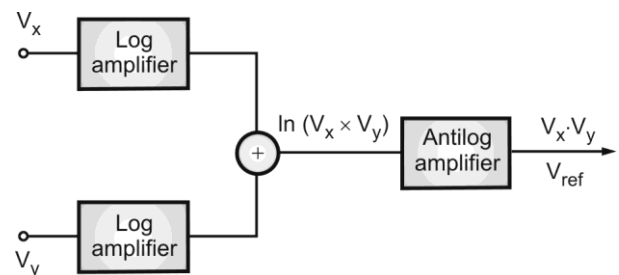 Vx
Log
amplifier
+
ln (Vx × Vy)
Antilog
amplifier
Vx·Vy
Vref
Log
amplifier
Vy